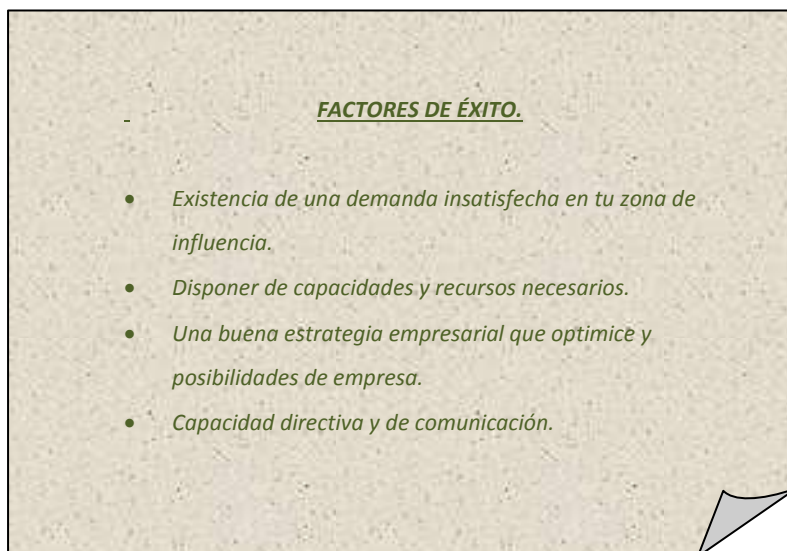 FACTORES DE ÉXITO.
• Existencia de una demanda insatisfecha en tu zona de
influencia.
• Disponer de capacidades y recursos necesarios.
• Una buena estrategia empresarial que optimice y
posibilidades de empresa.
• Capacidad directiva y de comunicación.